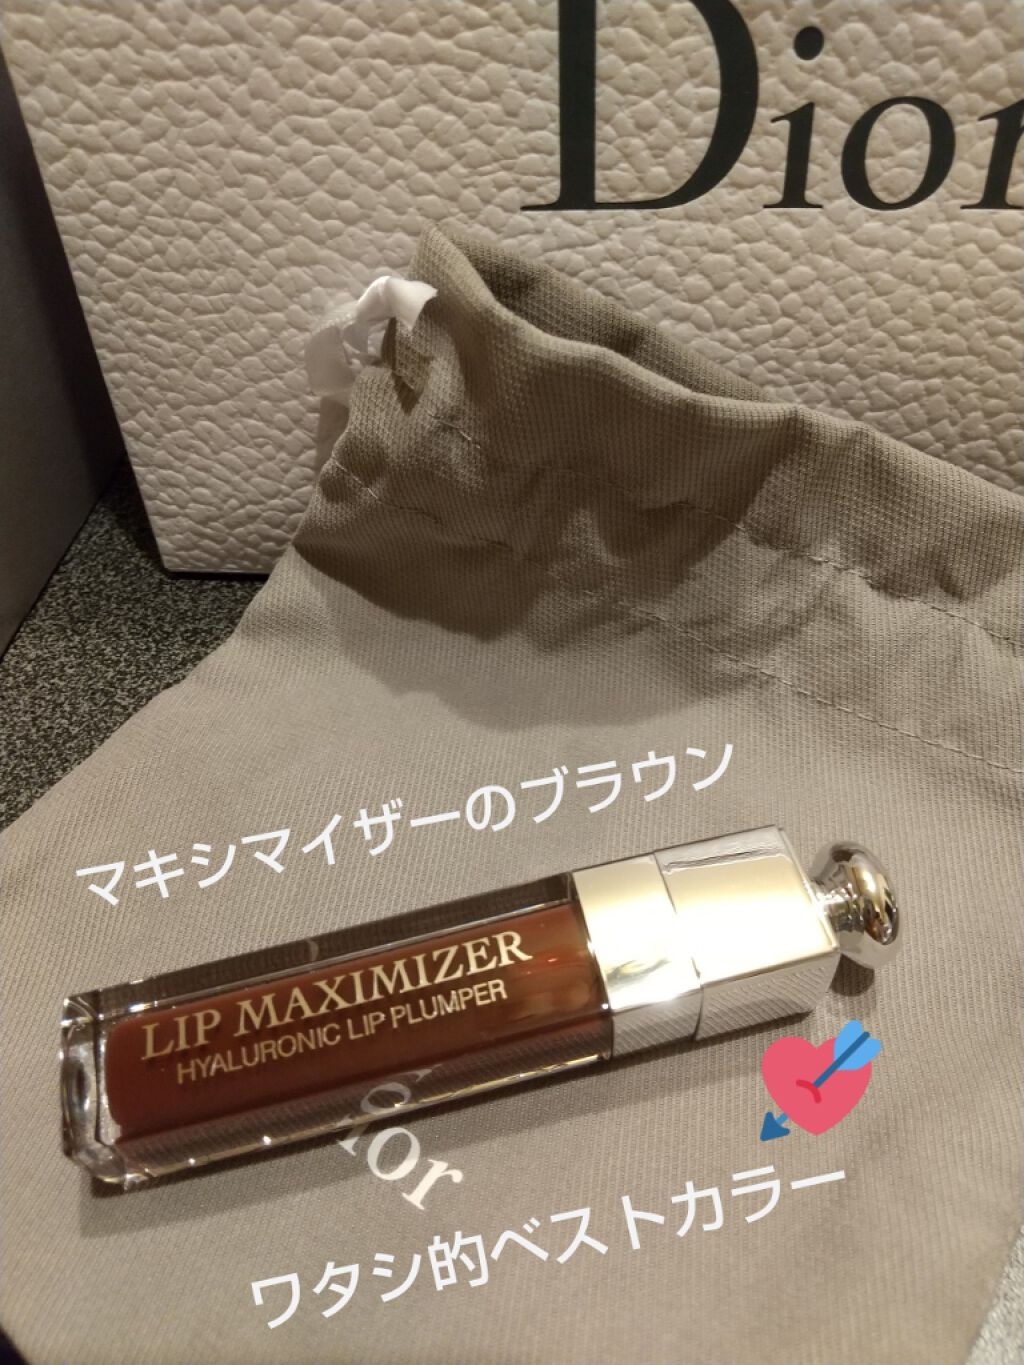 Dior
マキシマイザーのブラウン
LIP MAXIMIZER
HYALURONIC LIP PLUMPER
ior
ワタシ的ベストカラー